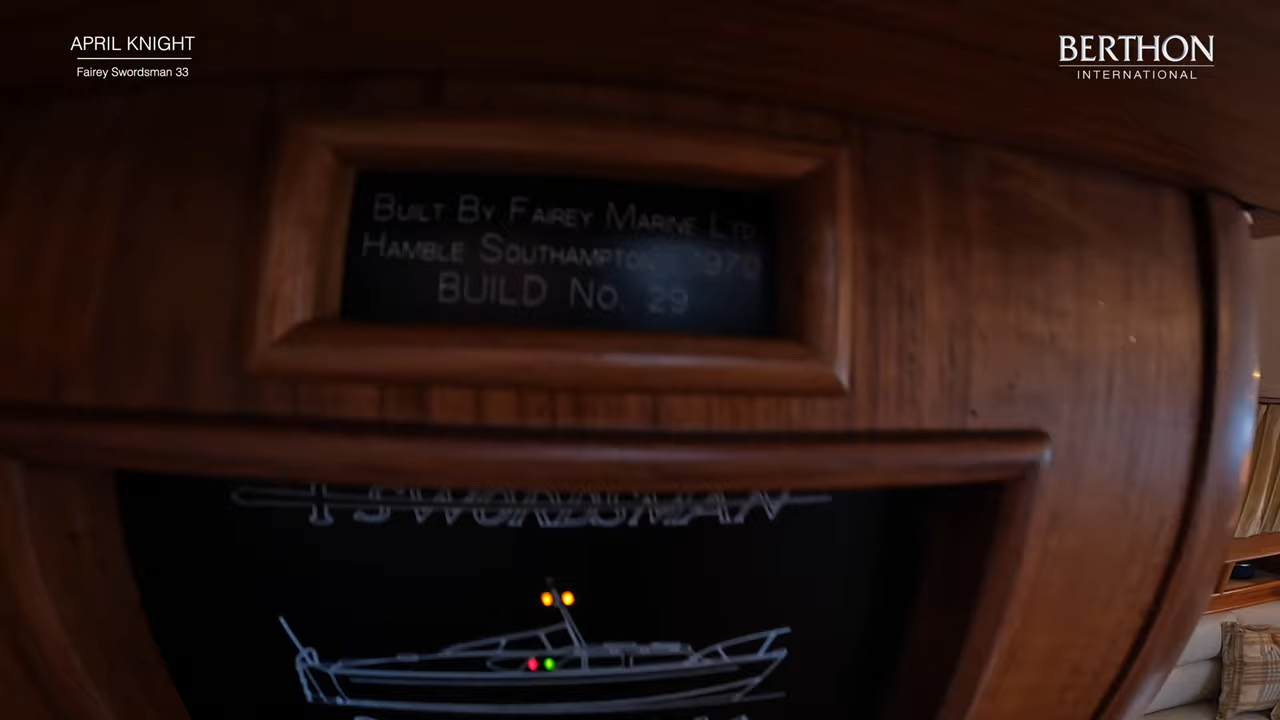 APRIL KNIGHT
Fairey Swordsman 33
BERTHON
INTERNATIONAL
BUILT BY FAIREY MARINE LTD
HAMBLE SOUTHAMPTON 1970
BUILD NO. 29
SWORDSMAN